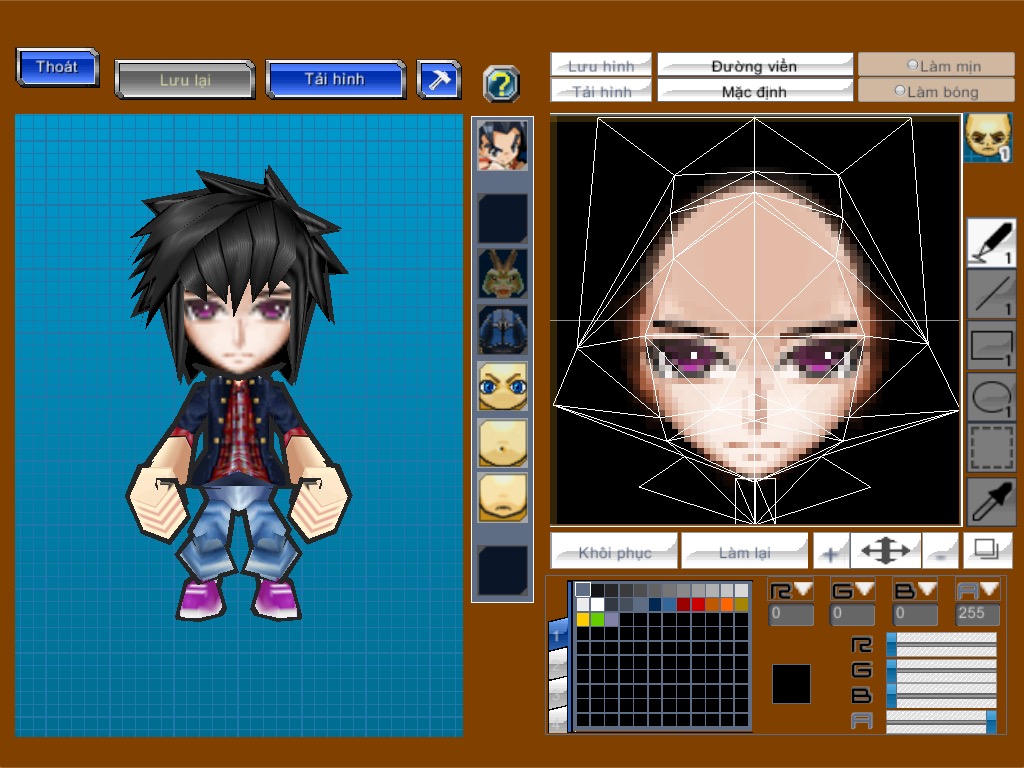 Thoát
Lưu lại
Tải hình
?
Lưu hình
Đường viền
Làm mịn
Tải hình
Mặc định
Làm bóng
1
1
1
1
1
Khôi phục
Làm lại
+
-
R G B A
0 0 0 255
1
R
G
B
A